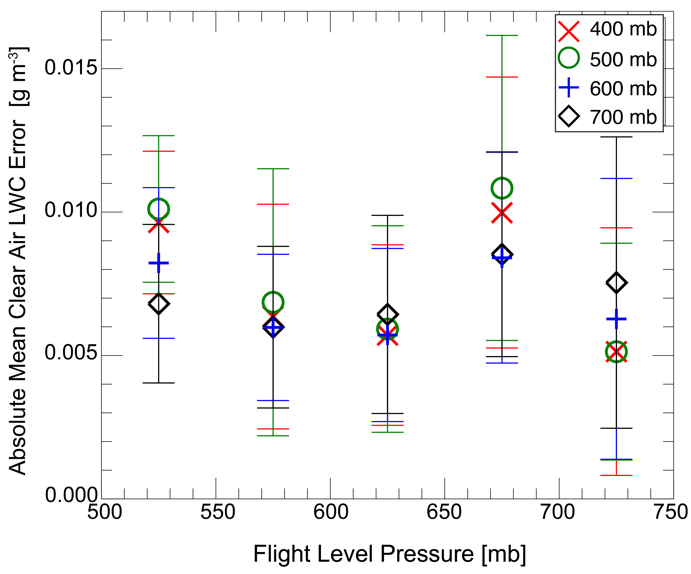 400 mb
500 mb
600 mb
700 mb
Absolute Mean Clear Air LWC Error [g m-3]
0.015
0.010
0.005
0.000
500 550 600 650 700 750
Flight Level Pressure [mb]